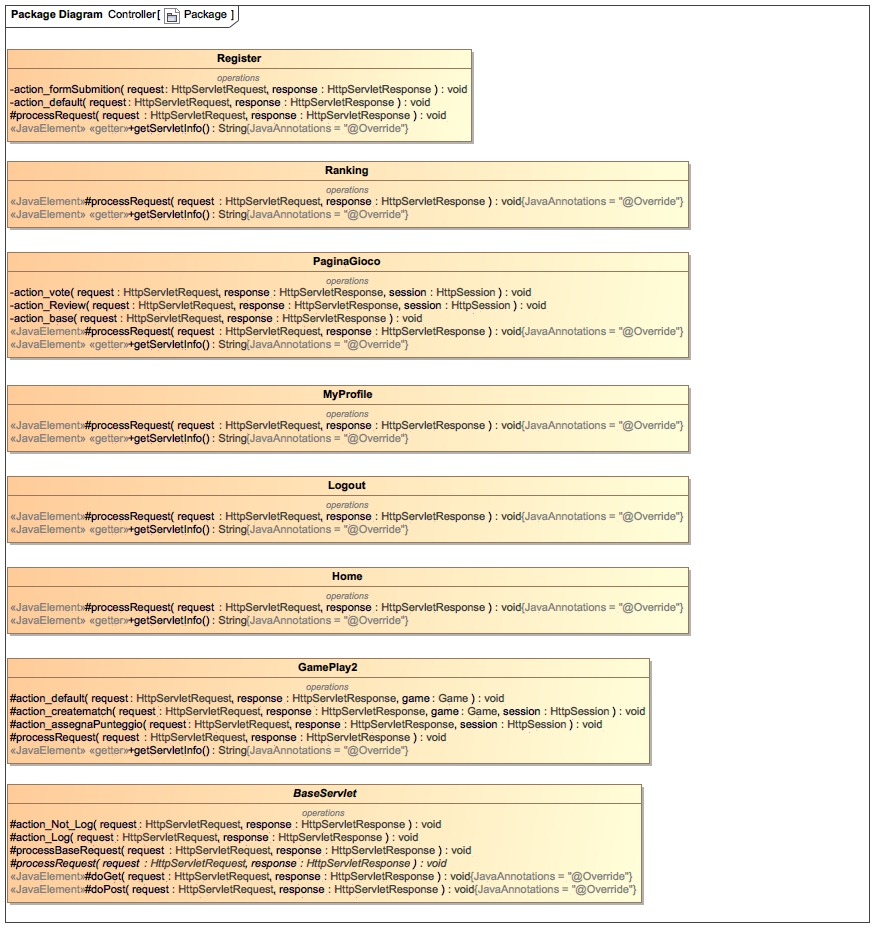 Package Diagram Controller[ Package ]
Register
operations
-action_formSubmition( request : HttpServletRequest, response : HttpServletResponse ) : void
-action_default( request : HttpServletRequest, response : HttpServletResponse ) : void
#processRequest( request : HttpServletRequest, response : HttpServletResponse ) : void
«JavaElement» «getter»+getServletInfo() : String{JavaAnnotations = "@Override"}
Ranking
operations
«JavaElement»#processRequest( request : HttpServletRequest, response : HttpServletResponse ) : void{JavaAnnotations = "@Override"}
«JavaElement» «getter»+getServletInfo() : String{JavaAnnotations = "@Override"}
PaginaGioco
operations
-action_vote( request : HttpServletRequest, response : HttpServletResponse, session : HttpSession ) : void
-action_Review( request : HttpServletRequest, response : HttpServletResponse, session : HttpSession ) : void
-action_base( request : HttpServletRequest, response : HttpServletResponse ) : void
«JavaElement»#processRequest( request : HttpServletRequest, response : HttpServletResponse ) : void{JavaAnnotations = "@Override"}
«JavaElement» «getter»+getServletInfo() : String{JavaAnnotations = "@Override"}
MyProfile
operations
«JavaElement»#processRequest( request : HttpServletRequest, response : HttpServletResponse ) : void{JavaAnnotations = "@Override"}
«JavaElement» «getter»+getServletInfo() : String{JavaAnnotations = "@Override"}
Logout
operations
«JavaElement»#processRequest( request : HttpServletRequest, response : HttpServletResponse ) : void{JavaAnnotations = "@Override"}
«JavaElement» «getter»+getServletInfo() : String{JavaAnnotations = "@Override"}
Home
operations
«JavaElement»#processRequest( request : HttpServletRequest, response : HttpServletResponse ) : void{JavaAnnotations = "@Override"}
«JavaElement» «getter»+getServletInfo() : String{JavaAnnotations = "@Override"}
GamePlay2
operations
#action_default( request : HttpServletRequest, response : HttpServletResponse, game : Game ) : void
#action_creatematch( request : HttpServletRequest, response : HttpServletResponse, game : Game, session : HttpSession ) : void
#action_assegnaPunteggio( request : HttpServletRequest, response : HttpServletResponse, session : HttpSession ) : void
#processRequest( request : HttpServletRequest, response : HttpServletResponse ) : void
«JavaElement» «getter»+getServletInfo() : String{JavaAnnotations = "@Override"}
BaseServlet
operations
#action_Not_Log( request : HttpServletRequest, response : HttpServletResponse ) : void
#action_Log( request : HttpServletRequest, response : HttpServletResponse ) : void
#processBaseRequest( request : HttpServletRequest, response : HttpServletResponse ) : void
#processRequest( request : HttpServletRequest, response : HttpServletResponse ) : void
«JavaElement»#doGet( request : HttpServletRequest, response : HttpServletResponse ) : void{JavaAnnotations = "@Override"}
«JavaElement»#doPost( request : HttpServletRequest, response : HttpServletResponse ) : void{JavaAnnotations = "@Override"}